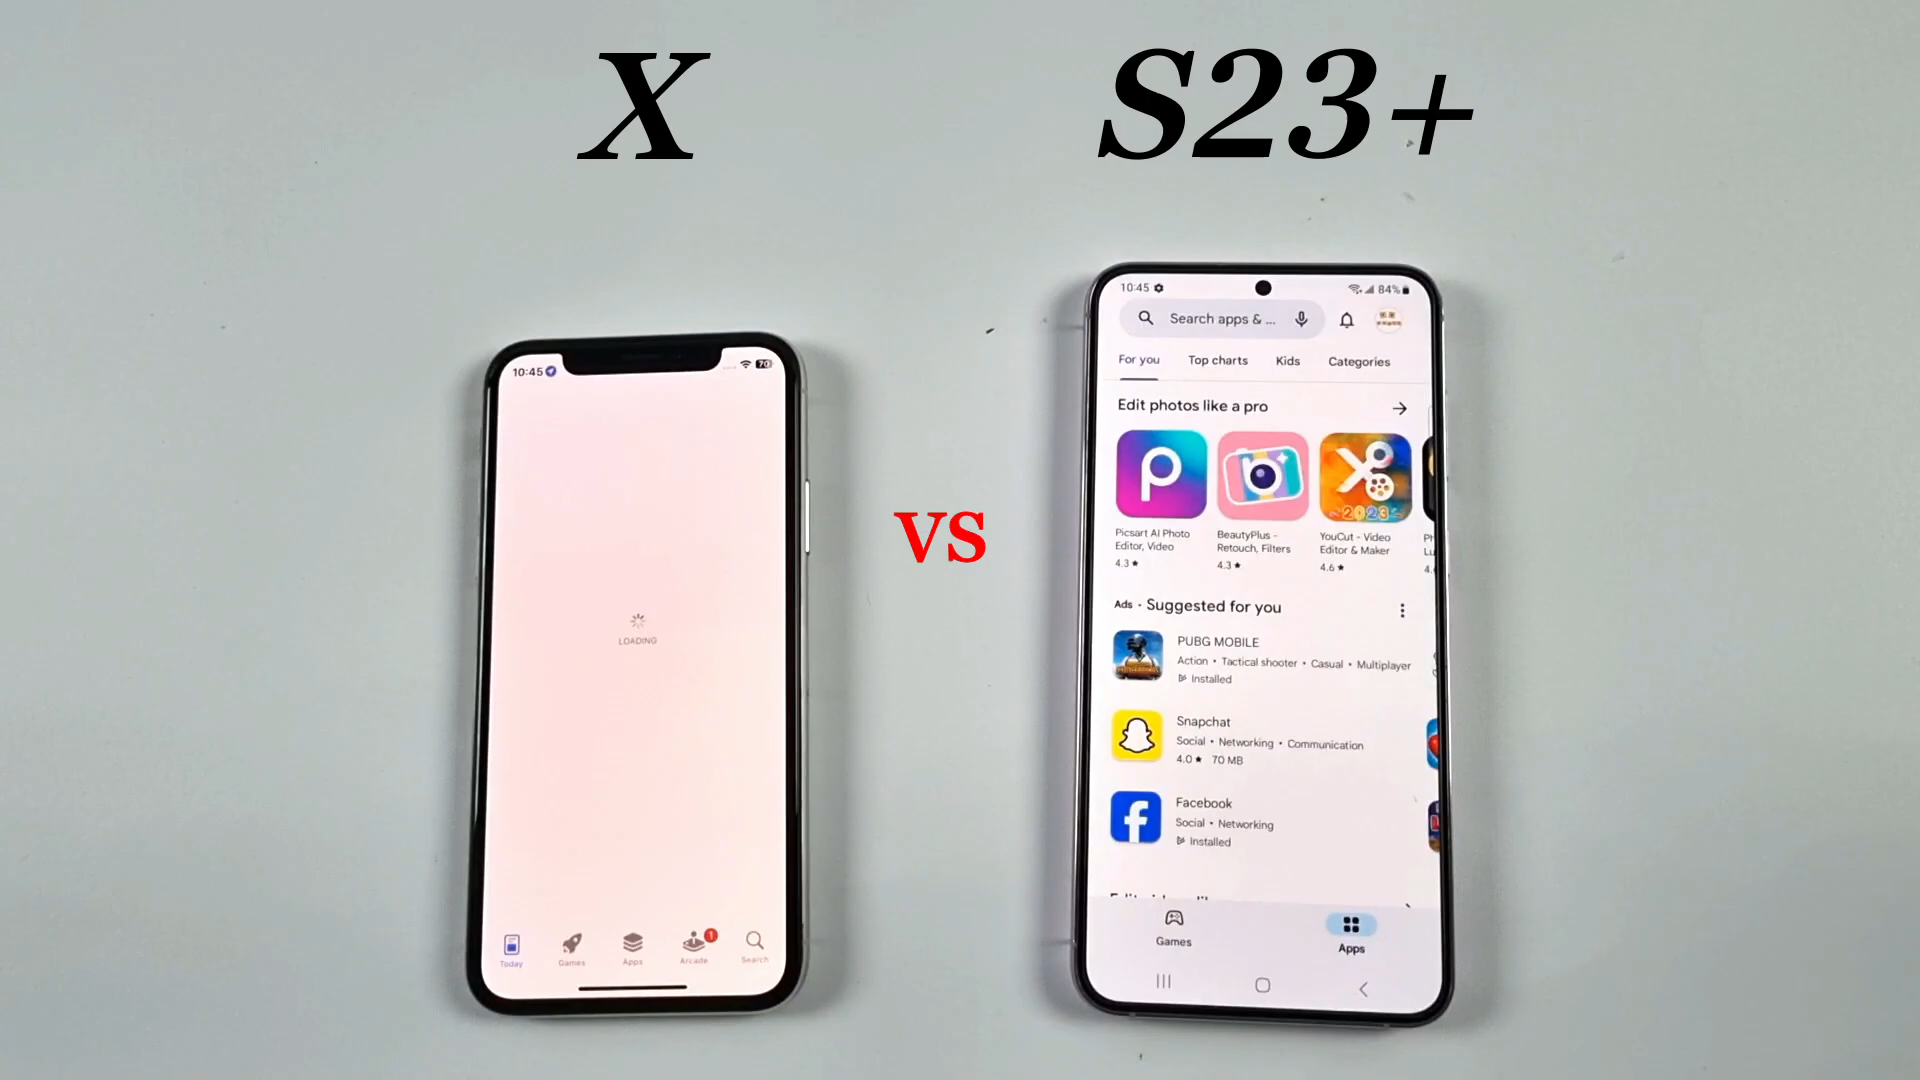 X
S23+
VS
10:45
70
LOADING
Today
Games
Apps
Arcade
1
Search
10:45
84%
Search apps & ...
For you
Top charts
Kids
Categories
Edit photos like a pro
2023
Picsart AI Photo
Editor, Video
4.3 ★
BeautyPlus -
Retouch, Filters
4.3 ★
YouCut - Video
Editor & Maker
4.6 ★
Ads · Suggested for you
PUBG MOBILE
Action • Tactical shooter • Casual • Multiplayer
Installed
Snapchat
Social • Networking • Communication
4.0 ★ 70 MB
Facebook
Social • Networking
Installed
Games
Apps